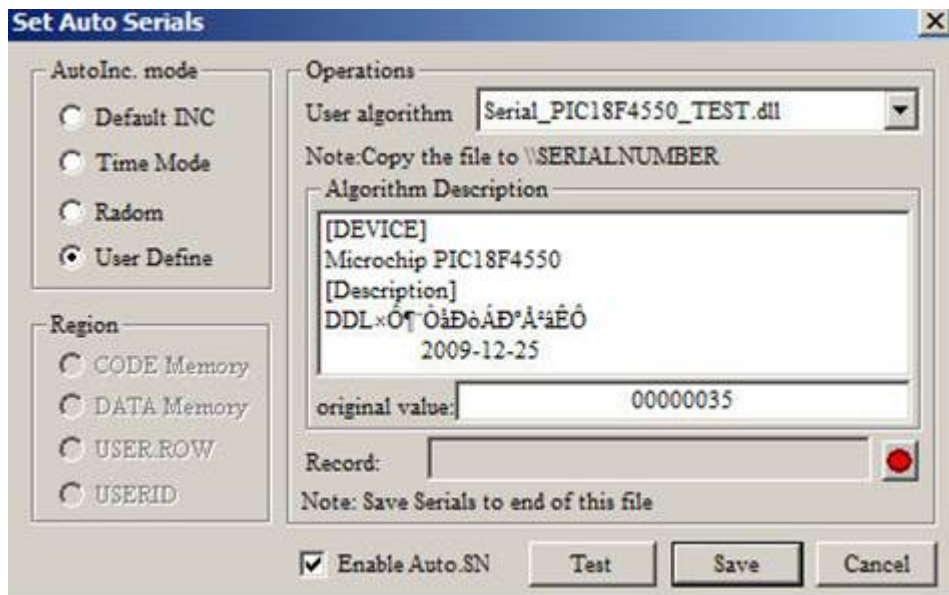 Set Auto Serials
AutoInc. mode
Default INC
Time Mode
Radom
User Define
Region
CODE Memory
DATA Memory
USER.ROW
USERID
Operations
User algorithm Serial_PIC18F4550_TEST.dll
Note:Copy the file to \\SERIALNUMBER
Algorithm Description
[DEVICE]
Microchip PIC18F4550
[Description]
DDL×Ô¶¨ÒåÐòÁÐºÅ²âÊÔ
2009-12-25
original value: 00000035
Record:
Note: Save Serials to end of this file
Enable Auto.SN Test Save Cancel